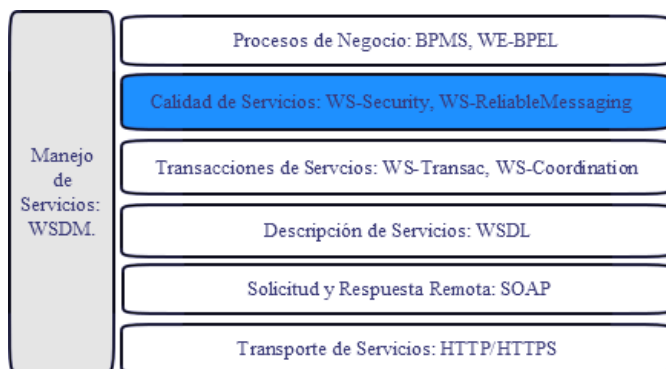 Manejo
de
Servicios:
WSDM.
Procesos de Negocio: BPMS, WE-BPEL
Calidad de Servicios: WS-Security, WS-ReliableMessaging
Transacciones de Servcios: WS-Transac, WS-Coordination
Descripción de Servicios: WSDL
Solicitud y Respuesta Remota: SOAP
Transporte de Servicios: HTTP/HTTPS